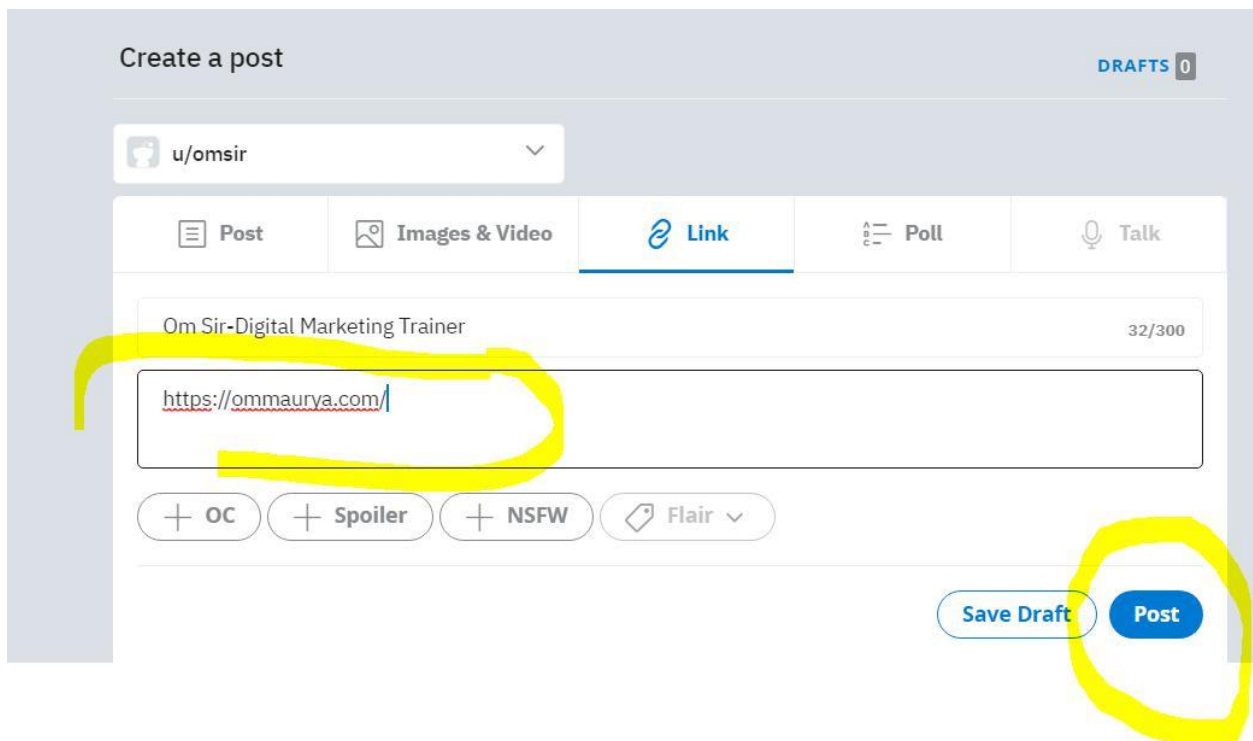 Create a post
DRAFTS 0
u/omsir
Post Images & Video Link Poll Talk
Om Sir-Digital Marketing Trainer 32/300
https://ommaurya.com/
OC Spoiler NSFW Flair
Save Draft Post